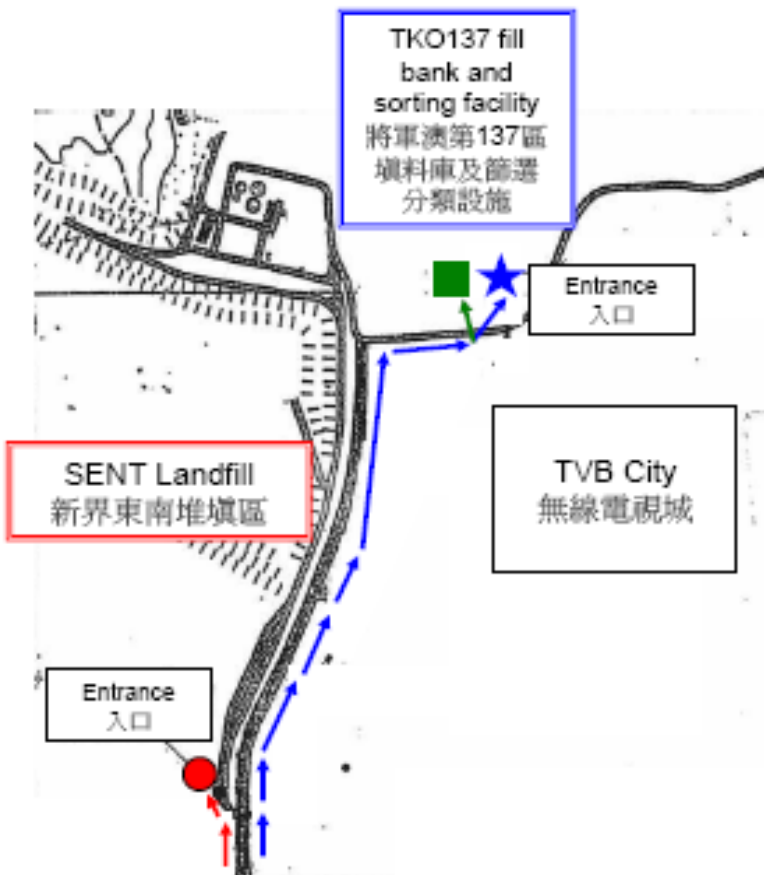 TKO137 fill
bank and
sorting facility
將軍澳第137區
填料庫及篩選
分類設施
Entrance
入口
SENT Landfill
新界東南堆填區
TVB City
無線電視城
Entrance
入口